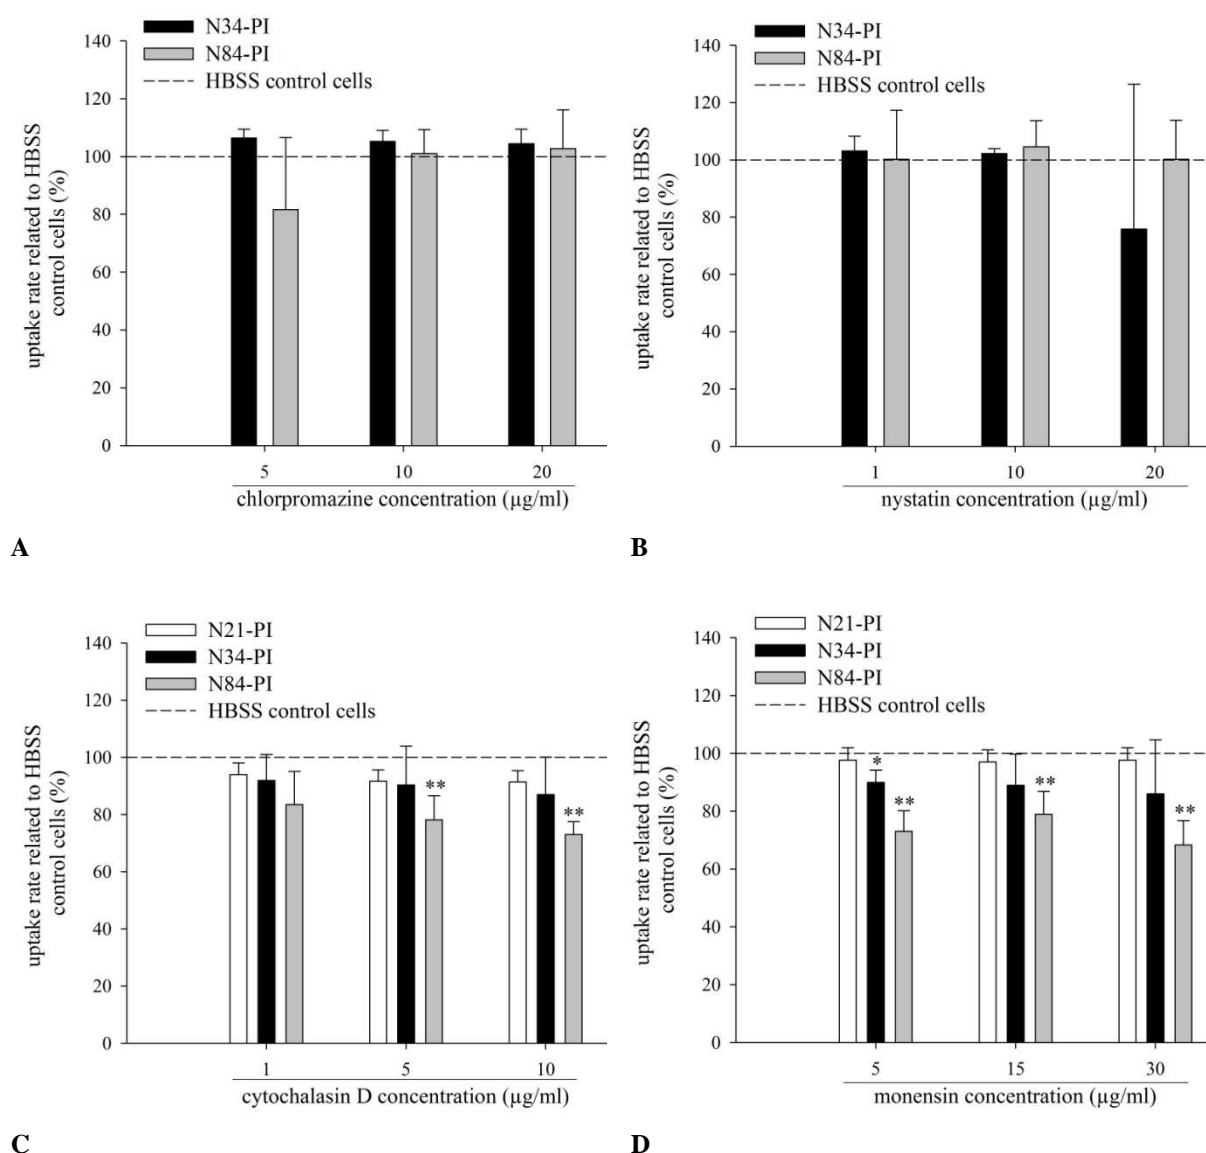 N34-PI
N84-PI
HBSS control cells
140
120
100
80
60
40
20
0
uptake rate related to HBSS
control cells (%)
5 10 20
chlorpromazine concentration (µg/ml)
A
N34-PI
N84-PI
HBSS control cells
140
120
100
80
60
40
20
0
uptake rate related to HBSS
control cells (%)
1 10 20
nystatin concentration (µg/ml)
B
N21-PI
N34-PI
N84-PI
HBSS control cells
140
120
100
80
60
40
20
0
uptake rate related to HBSS
control cells (%)
**
**
1 5 10
cytochalasin D concentration (µg/ml)
C
N21-PI
N34-PI
N84-PI
HBSS control cells
140
120
100
80
60
40
20
0
uptake rate related to HBSS
control cells (%)
*
**
**
**
5 15 30
monensin concentration (µg/ml)
D